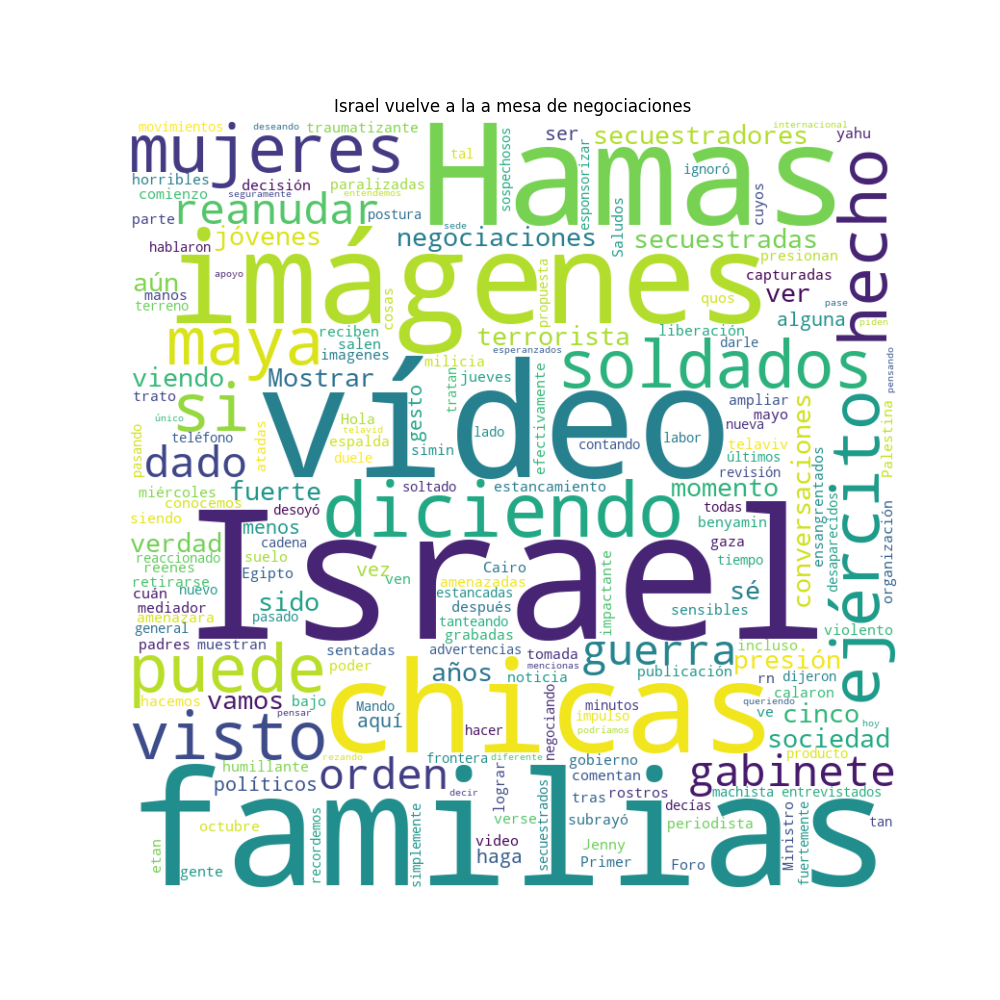 Israel vuelve a la a mesa de negociaciones
movimientos
deseando
traumatizante
internacional
mujeres
Hamas
tal
sospechosos
ser
secuestradores
yahu
horribles
decisión
paralizadas
ignoró
hecho
comienzo
seguramente
entendemos
cuyos
parte
reanudar
postura
sede
Saludos
hablaron
jóvenes
negociaciones
secuestradas
imágenes
presionan
aún
apoyo
capturadas
manos
cosas
propuesta
quos
ver
pase
terreno
alguna
piden
maya
reciben
salen
imagenes
terrorista
liberación
darle
esperanzados
milicia
soldados
pensando
viendo
Mostrar
jueves
tratan
efectivamente
trato
si
vídeo
gesto
ampliar
mayo
nueva
único
Hola
telavid
espalda
duele
lado
contando
labor
telaviv
conversaciones
Palestina
ejército
teléfono
atadas
simin
últimos
revisión
pasando
dado
ensangrentados
desaparecidos
organización
miércoles
conocemos
fuerte
soltado
estancamiento
momento
siendo
desoyó
diciendo
todas
benyamin
menos
verdad
cadena
Israel
gaza
reaccionado
suelo
vez
ven
Cairo
tiempo
reenes
retirarse
nuevo
Egipto
amenazadas
estancadas
impactante
cuán
mediador
sido
después
sé
sensibles
amenazara
pasado
tanteando
general
grabadas
violento
padres
muestran
sentadas
advertencias
tomada
guerra
incluso.
puede
poder
noticia
mencionas
publicación
presión
rn
dijeron
hacemos
vamos
bajo
años
chicas
calaron
queriendo
pensar
Mando
aquí
negociando
minutos
impulso
podríamos
ve
cinco
hoy
visto
hacer
sociedad
rezando
frontera
diferente
gobierno
producto
humillante
orden
comentan
gabinete
políticos
decir
lograr
rostros
machista
entrevistados
familias
secuestrados
tras
decías
octubre
recordemos
simplemente
verse
subrayó
periodista
Ministro
fuertemente
tan
etan
gente
video
haga
Jenny
Primer
Foro